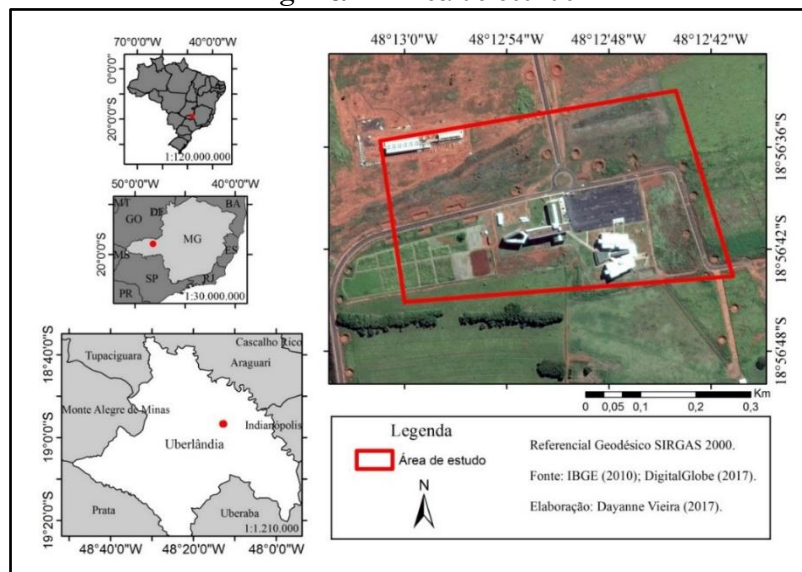 70°0'0"W 40°0'0"W
0°0'0"
20°0'0"S
1:120.000.000
50°0'0"W 40°0'0"W
20°0'0"S
MT
GO
DF
BA
MG
ES
MS
SP
RJ
PR
1:30.000.000
18°40'0"S
19°0'0"S
19°20'0"S
Cascalho Rico
Tupaciguara
Araguari
Monte Alegre de Minas
Indianópolis
Uberlândia
Prata
Uberaba
1:1.210.000
48°40'0"W 48°20'0"W 48°0'0"W
48°13'0"W 48°12'54"W 48°12'48"W 48°12'42"W
18°56'36"S
18°56'42"S
18°56'48"S
Km
0 0,05 0,1 0,2 0,3
Legenda
Área de estudo
N
Referencial Geodésico SIRGAS 2000.
Fonte: IBGE (2010); DigitalGlobe (2017).
Elaboração: Dayanne Vieira (2017).